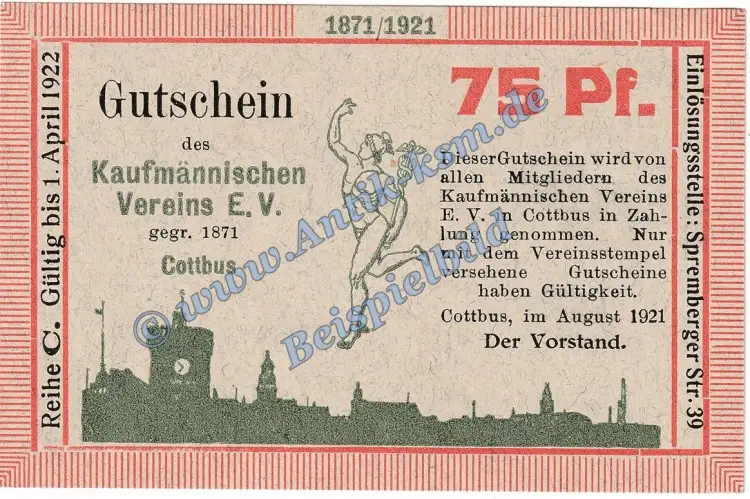 1871/1921
Reihe C. Gültig bis 1. April 1922
Gutschein
des
Kaufmännischen
Vereins E. V.
gegr. 1871
Cottbus
75 Pf.
Dieser Gutschein wird von
allen Mitgliedern des
Kaufmännischen Vereins
E. V. in Cottbus in Zah-
lung genommen. Nur
mit dem Vereinsstempel
versehene Gutscheine
haben Gültigkeit.
Cottbus, im August 1921
Der Vorstand.
Einlösungsstelle: Spremberger Str. 39
© www.Antik-ksm.de
Beispielbild